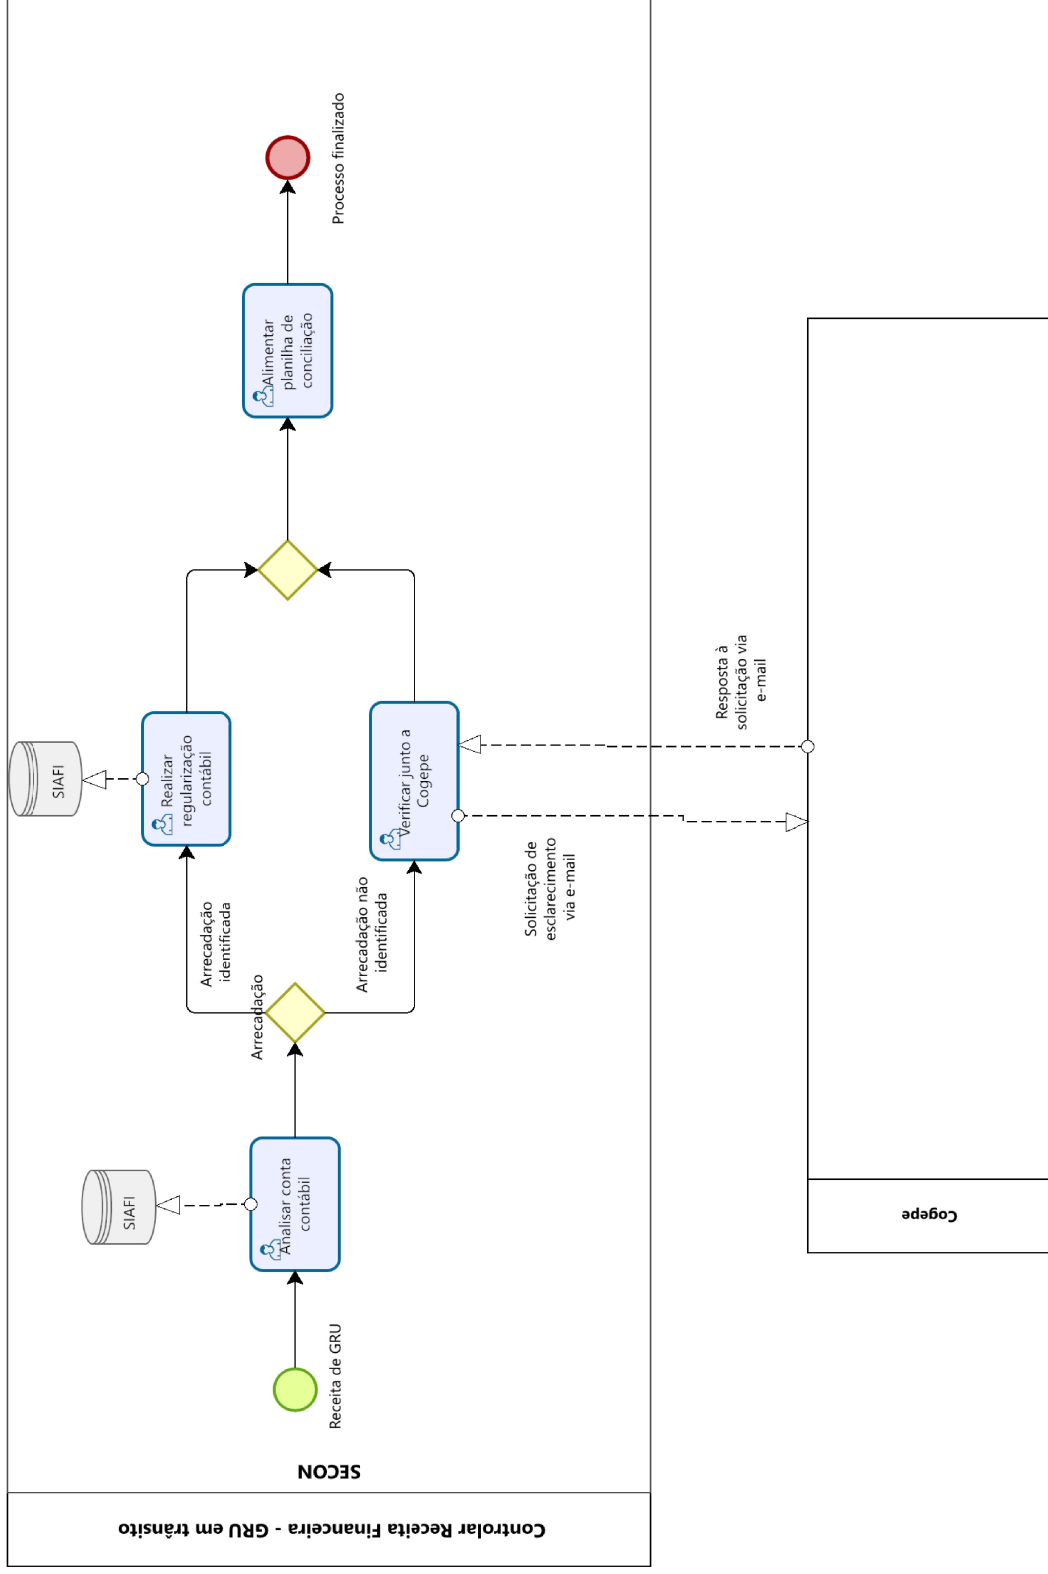 Controlar Receita Financeira - GRU em trânsito
SECON
Receita de GRU
Analisar conta
contábil
SIAFI
Arrecadação
Arrecadação
identificada
Arrecadação não
identificada
Realizar
regularização
contábil
SIAFI
Verificar junto a
Cogepe
Solicitação de
esclarecimento
via e-mail
Resposta à
solicitação via
e-mail
Alimentar
planilha de
conciliação
Processo finalizado
Cogepe